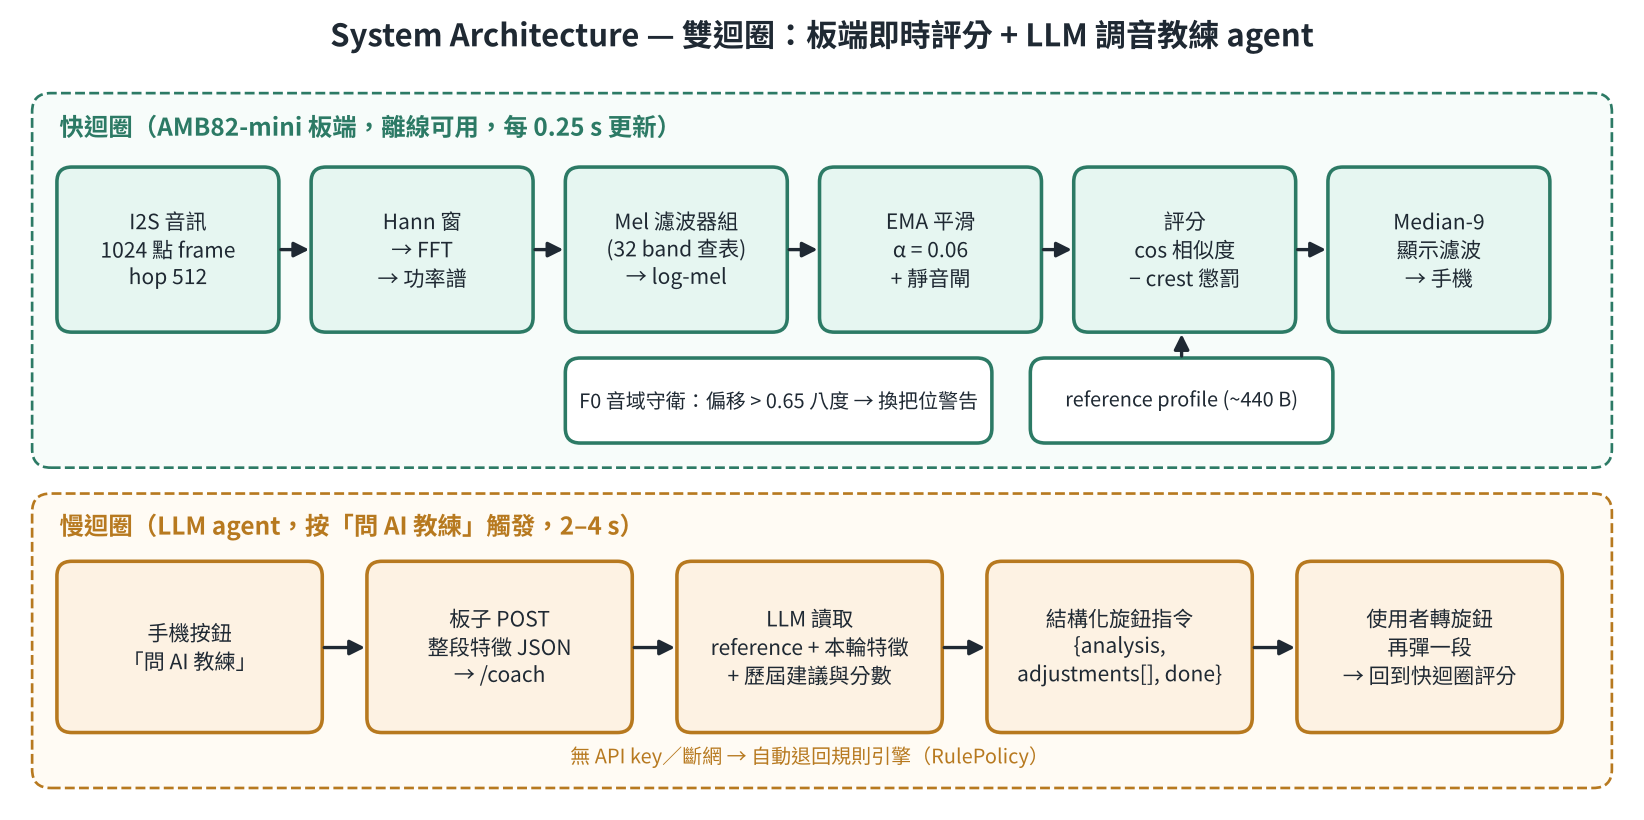 System Architecture — 雙迴圈：板端即時評分 + LLM 調音教練 agent
快迴圈（AMB82-mini 板端，離線可用，每 0.25 s 更新）
I2S 音訊
1024 點 frame
hop 512
Hann 窗
→ FFT
→ 功率譜
Mel 濾波器組
(32 band 查表)
→ log-mel
EMA 平滑
α = 0.06
+ 靜音閘
評分
cos 相似度
− crest 懲罰
Median-9
顯示濾波
→ 手機
F0 音域守衛：偏移 > 0.65 八度 → 換把位警告
reference profile (~440 B)
慢迴圈（LLM agent，按「問 AI 教練」觸發，2–4 s）
手機按鈕
「問 AI 教練」
板子 POST
整段特徵 JSON
→ /coach
LLM 讀取
reference + 本輪特徵
+ 歷屆建議與分數
結構化旋鈕指令
{analysis,
adjustments[], done}
使用者轉旋鈕
再彈一段
→ 回到快迴圈評分
無 API key／斷網 → 自動退回規則引擎（RulePolicy）